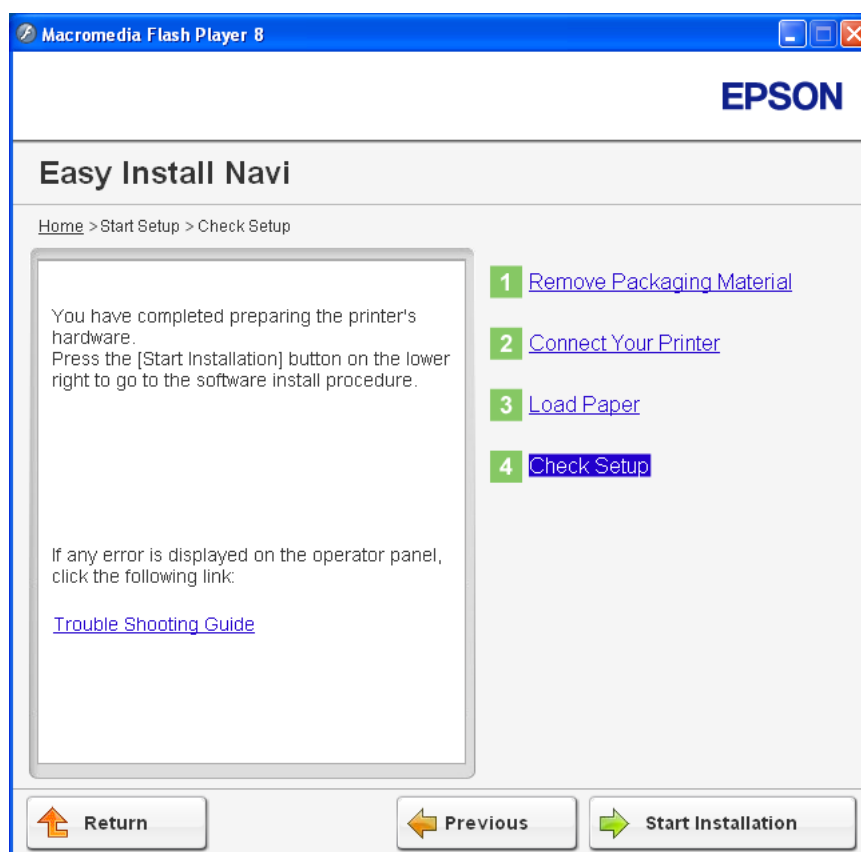 Macromedia Flash Player 8
EPSON
Easy Install Navi
Home > Start Setup > Check Setup
You have completed preparing the printer's
hardware.
Press the [Start Installation] button on the lower
right to go to the software install procedure.
If any error is displayed on the operator panel,
click the following link:
Trouble Shooting Guide
1 Remove Packaging Material
2 Connect Your Printer
3 Load Paper
4 Check Setup
Return
Previous
Start Installation